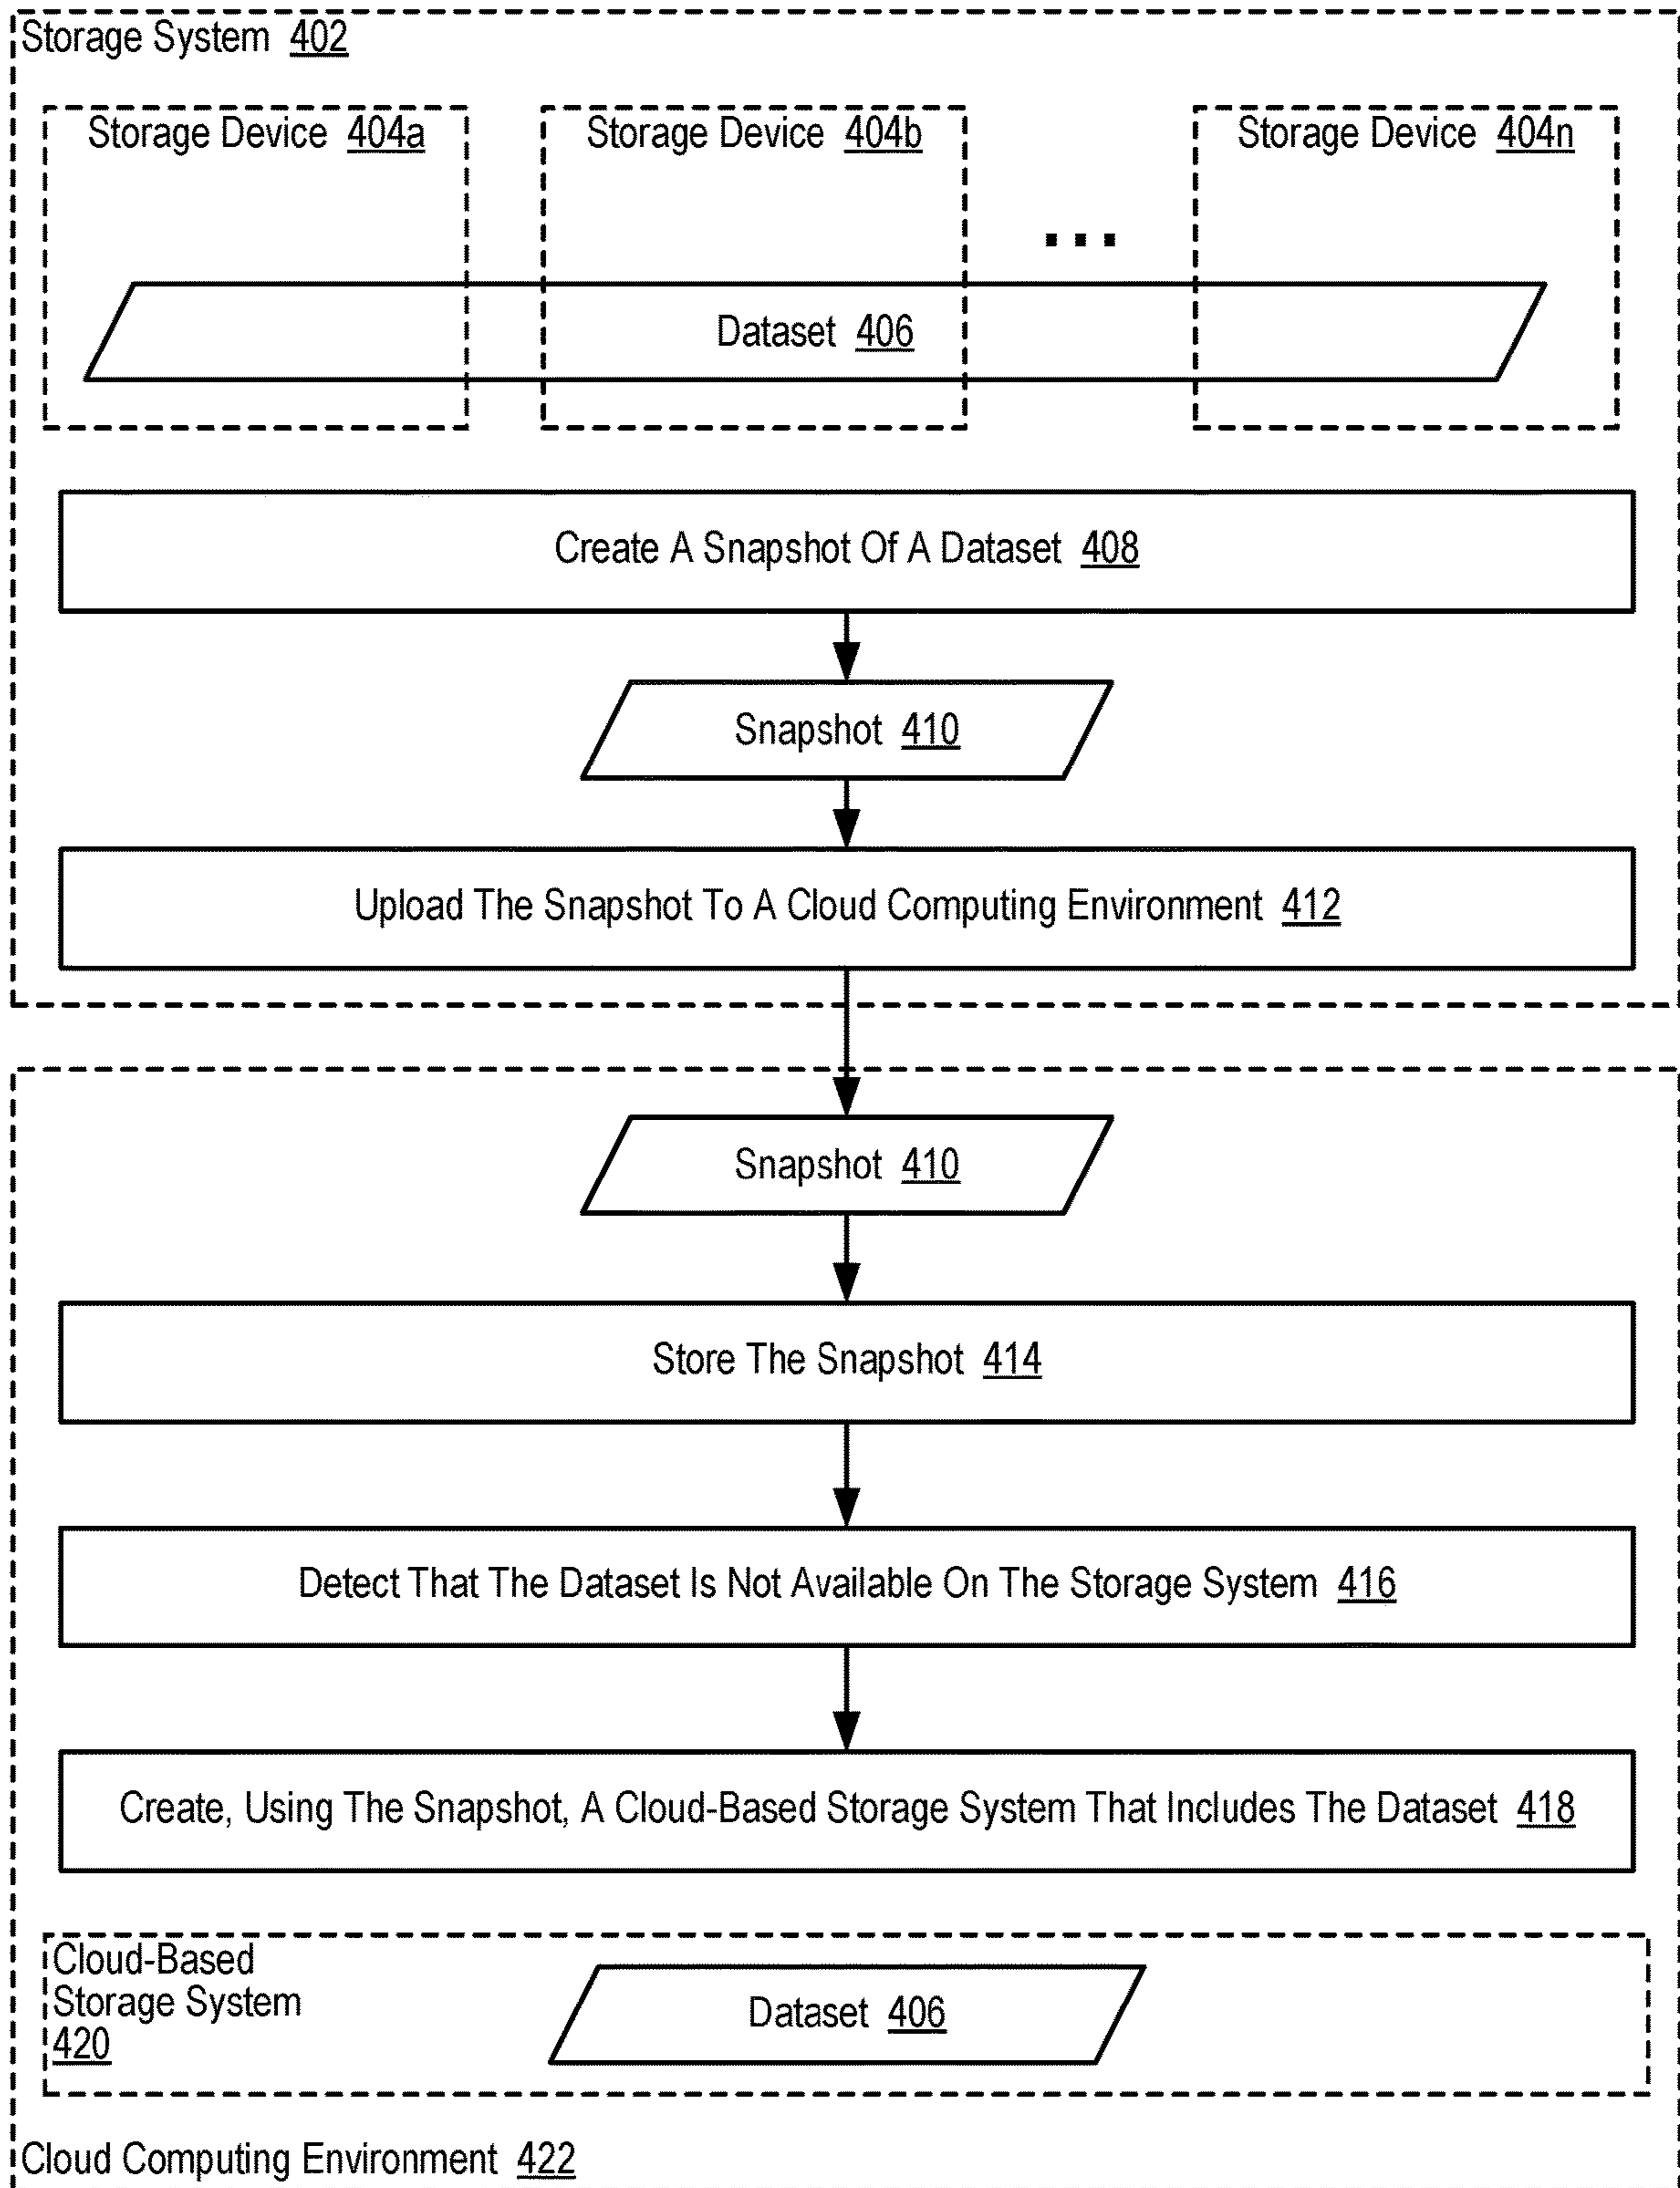 Storage System 402
Storage Device 404a
Storage Device 404b
Storage Device 404n
...
Dataset 406
Create A Snapshot Of A Dataset 408
Snapshot 410
Upload The Snapshot To A Cloud Computing Environment 412
Snapshot 410
Store The Snapshot 414
Detect That The Dataset Is Not Available On The Storage System 416
Create, Using The Snapshot, A Cloud-Based Storage System That Includes The Dataset 418
Cloud-Based
Storage System
420
Dataset 406
Cloud Computing Environment 422